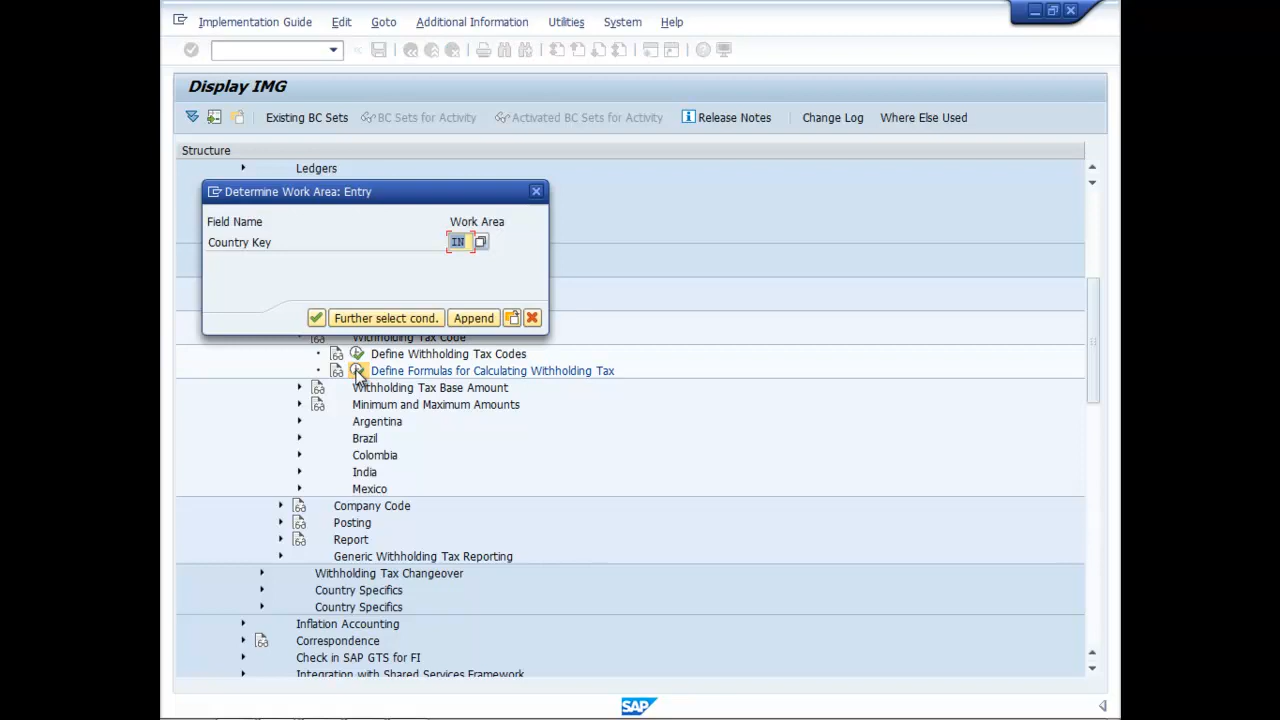 Implementation Guide Edit Goto Additional Information Utilities System Help
Display IMG
Existing BC Sets BC Sets for Activity Activated BC Sets for Activity Release Notes Change Log Where Else Used
Structure
Ledgers
Determine Work Area: Entry
Field Name Work Area
Country Key IN
Further select cond. Append
Withholding Tax Code
Define Withholding Tax Codes
Define Formulas for Calculating Withholding Tax
Withholding Tax Base Amount
Minimum and Maximum Amounts
Argentina
Brazil
Colombia
India
Mexico
Company Code
Posting
Report
Generic Withholding Tax Reporting
Withholding Tax Changeover
Country Specifics
Country Specifics
Inflation Accounting
Correspondence
Check in SAP GTS for FI
Integration with Shared Services Framework
SAP